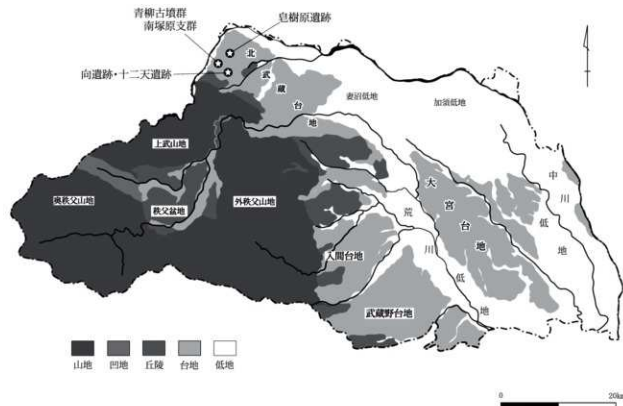 青柳古墳群
南塚原支群
皂樹原遺跡
向遺跡・十二天遺跡
北武蔵台地
妻沼低地
加須低地
上武山地
中川低地
大宮台地
奥秩父山地
秩父盆地
外秩父山地
荒川低地
入間台地
武蔵野台地
山地
凹地
丘陵
台地
低地
0
20km